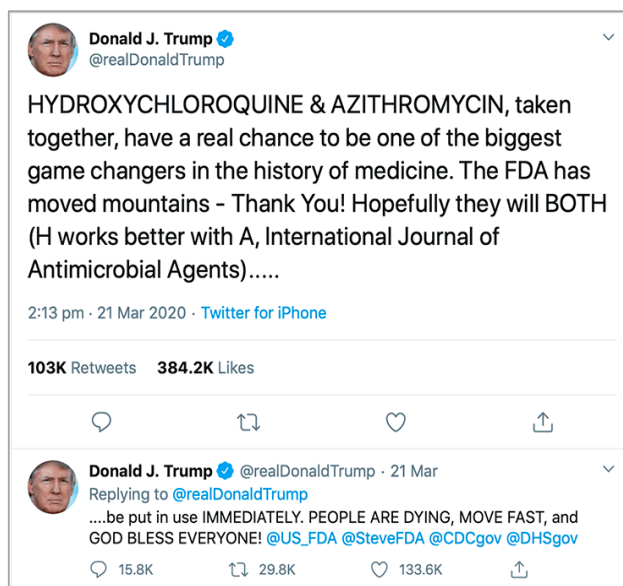 Donald J. Trump
@realDonaldTrump
HYDROXYCHLOROQUINE & AZITHROMYCIN, taken
together, have a real chance to be one of the biggest
game changers in the history of medicine. The FDA has
moved mountains - Thank You! Hopefully they will BOTH
(H works better with A, International Journal of
Antimicrobial Agents).....
2:13 pm · 21 Mar 2020 · Twitter for iPhone
103K Retweets 384.2K Likes
Donald J. Trump @realDonaldTrump · 21 Mar
Replying to @realDonaldTrump
....be put in use IMMEDIATELY. PEOPLE ARE DYING, MOVE FAST, and
GOD BLESS EVERYONE! @US_FDA @SteveFDA @CDCgov @DHSgov
15.8K 29.8K 133.6K